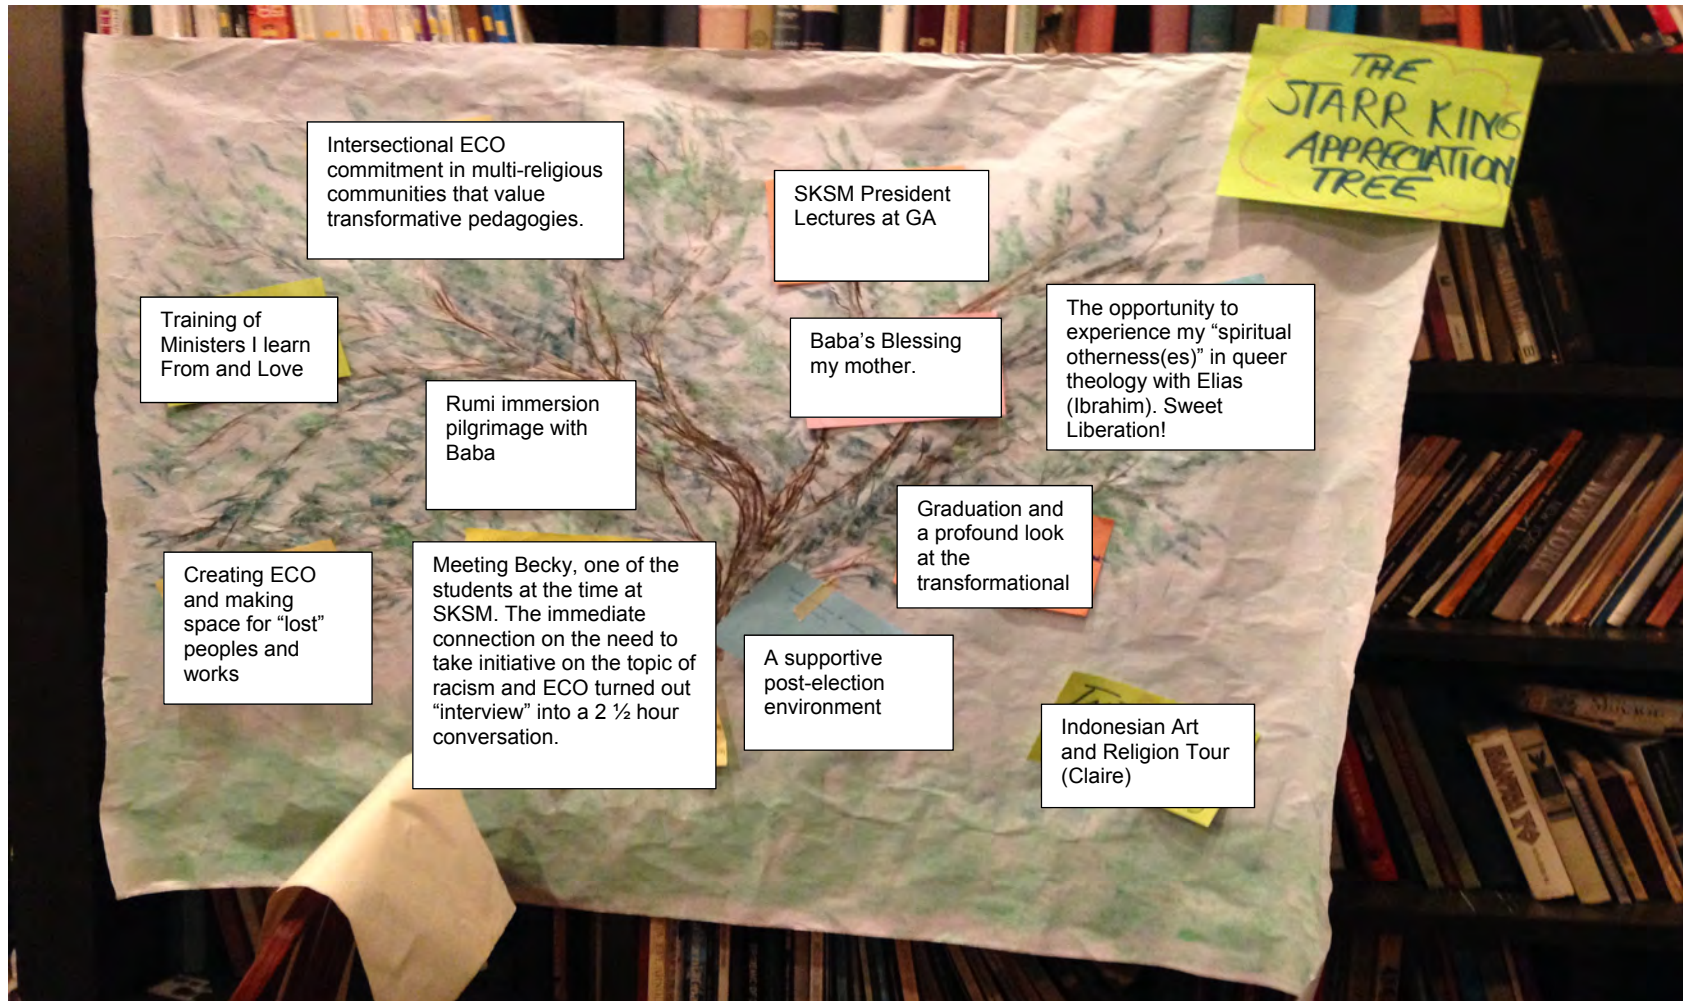 THE
STARR KING
APPRECIATION
TREE
Intersectional ECO
commitment in multi-religious
communities that value
transformative pedagogies.
SKSM President
Lectures at GA
Training of
Ministers I learn
From and Love
Rumi immersion
pilgrimage with
Baba
Baba’s Blessing
my mother.
The opportunity to
experience my “spiritual
otherness(es)” in queer
theology with Elias
(Ibrahim). Sweet
Liberation!
Creating ECO
and making
space for “lost”
peoples and
works
Meeting Becky, one of the
students at the time at
SKSM. The immediate
connection on the need to
take initiative on the topic of
racism and ECO turned out
“interview” into a 2 ½ hour
conversation.
Graduation and
a profound look
at the
transformational
A supportive
post-election
environment
Indonesian Art
and Religion Tour
(Claire)